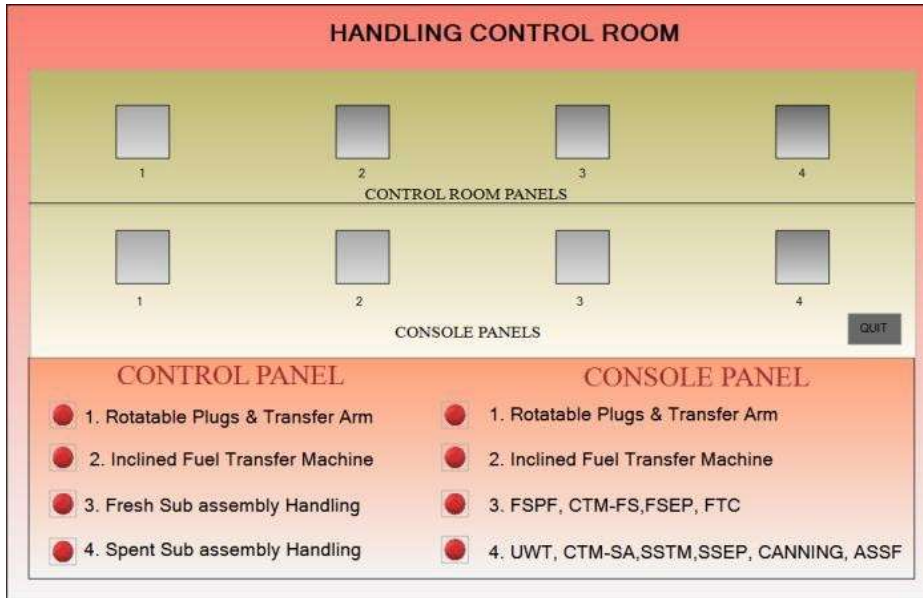 HANDLING CONTROL ROOM
1 2 3 4
CONTROL ROOM PANELS
1 2 3 4
CONSOLE PANELS
QUIT
CONTROL PANEL
1. Rotatable Plugs & Transfer Arm
2. Inclined Fuel Transfer Machine
3. Fresh Sub assembly Handling
4. Spent Sub assembly Handling
CONSOLE PANEL
1. Rotatable Plugs & Transfer Arm
2. Inclined Fuel Transfer Machine
3. FSPF, CTM-FS,FSEP, FTC
4. UWT, CTM-SA,SSTM,SSEP, CANNING, ASSF